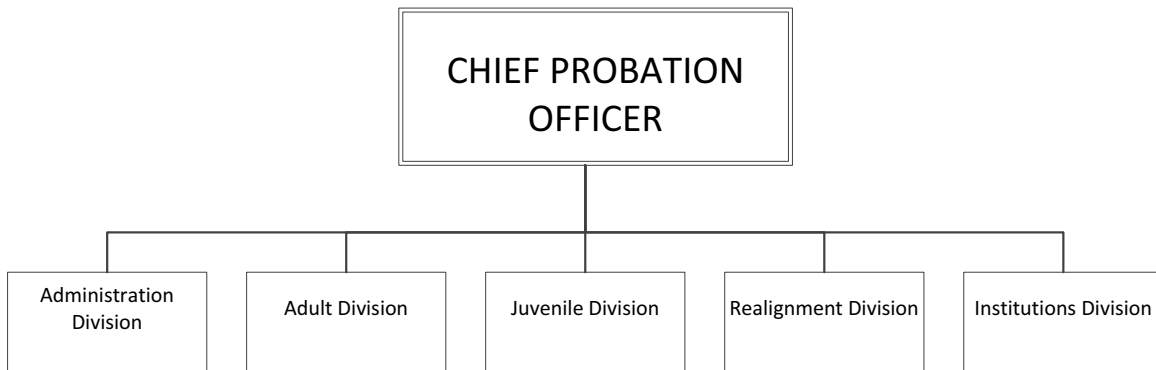 CHIEF PROBATION
OFFICER
Administration
Division
Adult Division
Juvenile Division
Realignment Division
Institutions Division